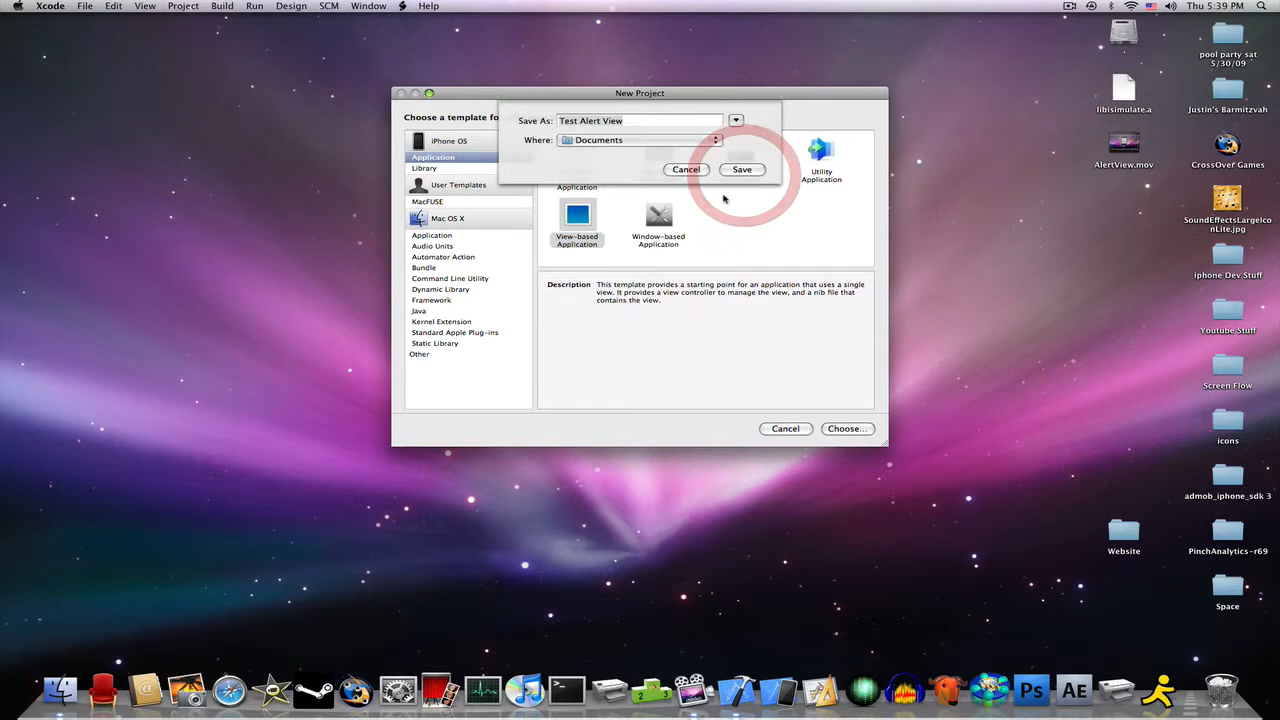 Xcode File Edit View Project Build Run Design SCM Window Help
Thu 5:39 PM
New Project
Choose a template fo
Save As: Test Alert View
Where: Documents
Cancel Save
iPhone OS
Application
Library
User Templates
MacFUSE
Mac OS X
Application
Audio Units
Automator Action
Bundle
Command Line Utility
Dynamic Library
Framework
Java
Kernel Extension
Standard Apple Plug-ins
Static Library
Other
Application
Utility
Application
View-based
Application
Window-based
Application
Description This template provides a starting point for an application that uses a single
view. It provides a view controller to manage the view, and a nib file that
contains the view.
Cancel Choose...
pool party sat
5/30/09
libisimulate.a
Justin's Barmitzvah
AlertView.mov
CrossOver Games
SoundEffectsLargeIco
nLite.jpg
iphone Dev Stuff
Youtube Stuff
Screen Flow
icons
admob_iphone_sdk 3
Website
PinchAnalytics-r69
Space
2 3
Ps
AE